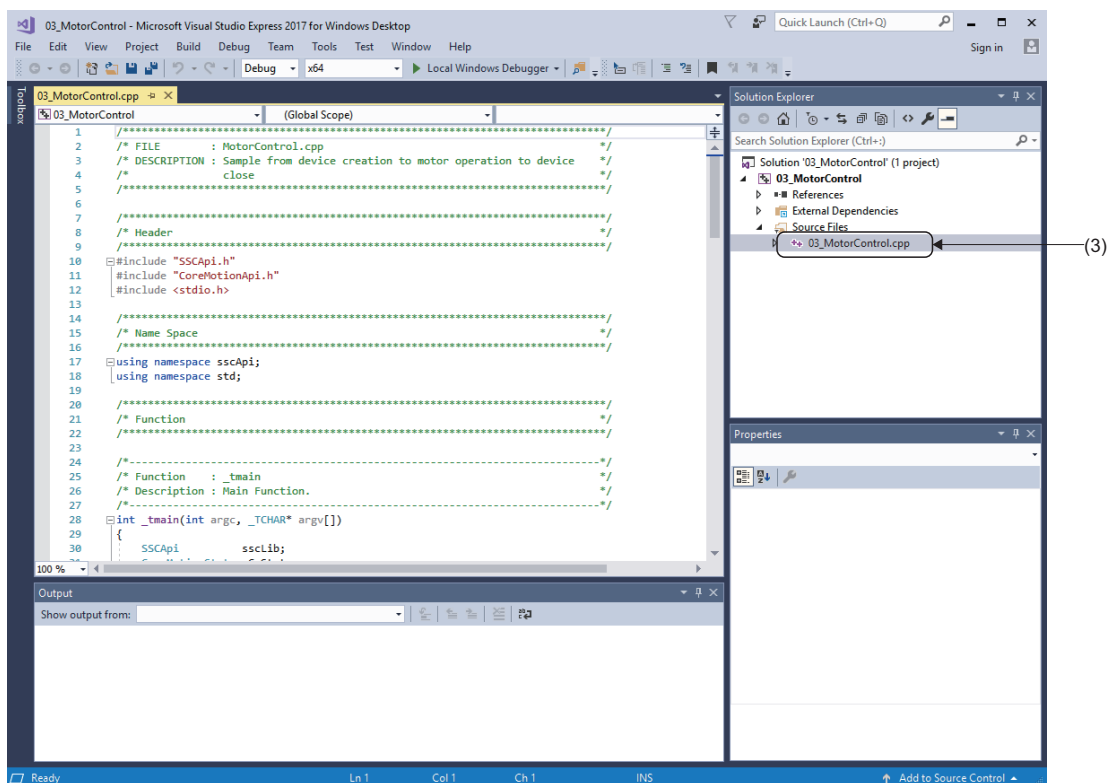 03_MotorControl - Microsoft Visual Studio Express 2017 for Windows Desktop
Quick Launch (Ctrl+Q)
File Edit View Project Build Debug Team Tools Test Window Help
Sign in
Debug x64 Local Windows Debugger
Toolbox
03_MotorControl.cpp
03_MotorControl (Global Scope)
1 /***************************************************************************/
2 /* FILE : MotorControl.cpp */
3 /* DESCRIPTION : Sample from device creation to motor operation to device */
4 /* close */
5 /***************************************************************************/
6
7 /***************************************************************************/
8 /* Header */
9 /***************************************************************************/
10 #include "SSCApi.h"
11 #include "CoreMotionApi.h"
12 #include <stdio.h>
13
14 /***************************************************************************/
15 /* Name Space */
16 /***************************************************************************/
17 using namespace sscApi;
18 using namespace std;
19
20 /***************************************************************************/
21 /* Function */
22 /***************************************************************************/
23
24 /*-------------------------------------------------------------------------*/
25 /* Function : _tmain */
26 /* Description : Main Function. */
27 /*-------------------------------------------------------------------------*/
28 int _tmain(int argc, _TCHAR* argv[])
29 {
30 SSCApi sscLib;
100 %
Output
Show output from:
Solution Explorer
Search Solution Explorer (Ctrl+:)
Solution '03_MotorControl' (1 project)
03_MotorControl
References
External Dependencies
Source Files
03_MotorControl.cpp
(3)
Properties
Ready Ln 1 Col 1 Ch 1 INS Add to Source Control